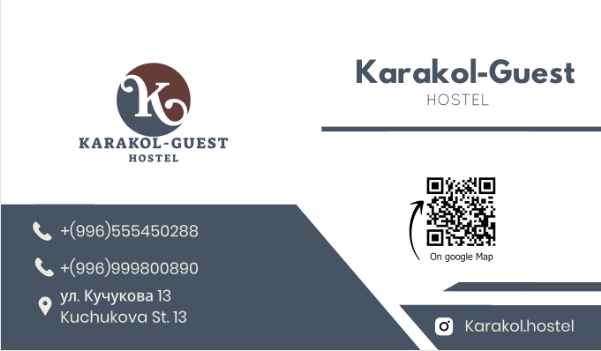 K
KARAKOL-GUEST
HOSTEL
+(996)555450288
+(996)999800890
ул. Кучукова 13
Kuchukova St. 13
Karakol-Guest
HOSTEL
On google Map
Karakol.hostel